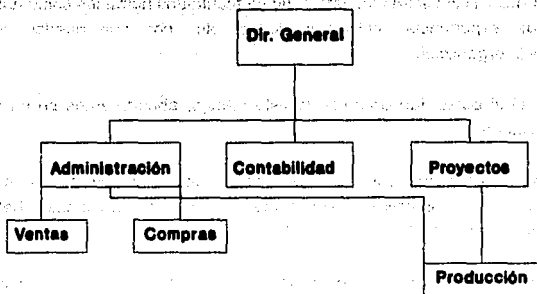 Dir. General
Administración
Contabilidad
Proyectos
Ventas
Compras
Producción